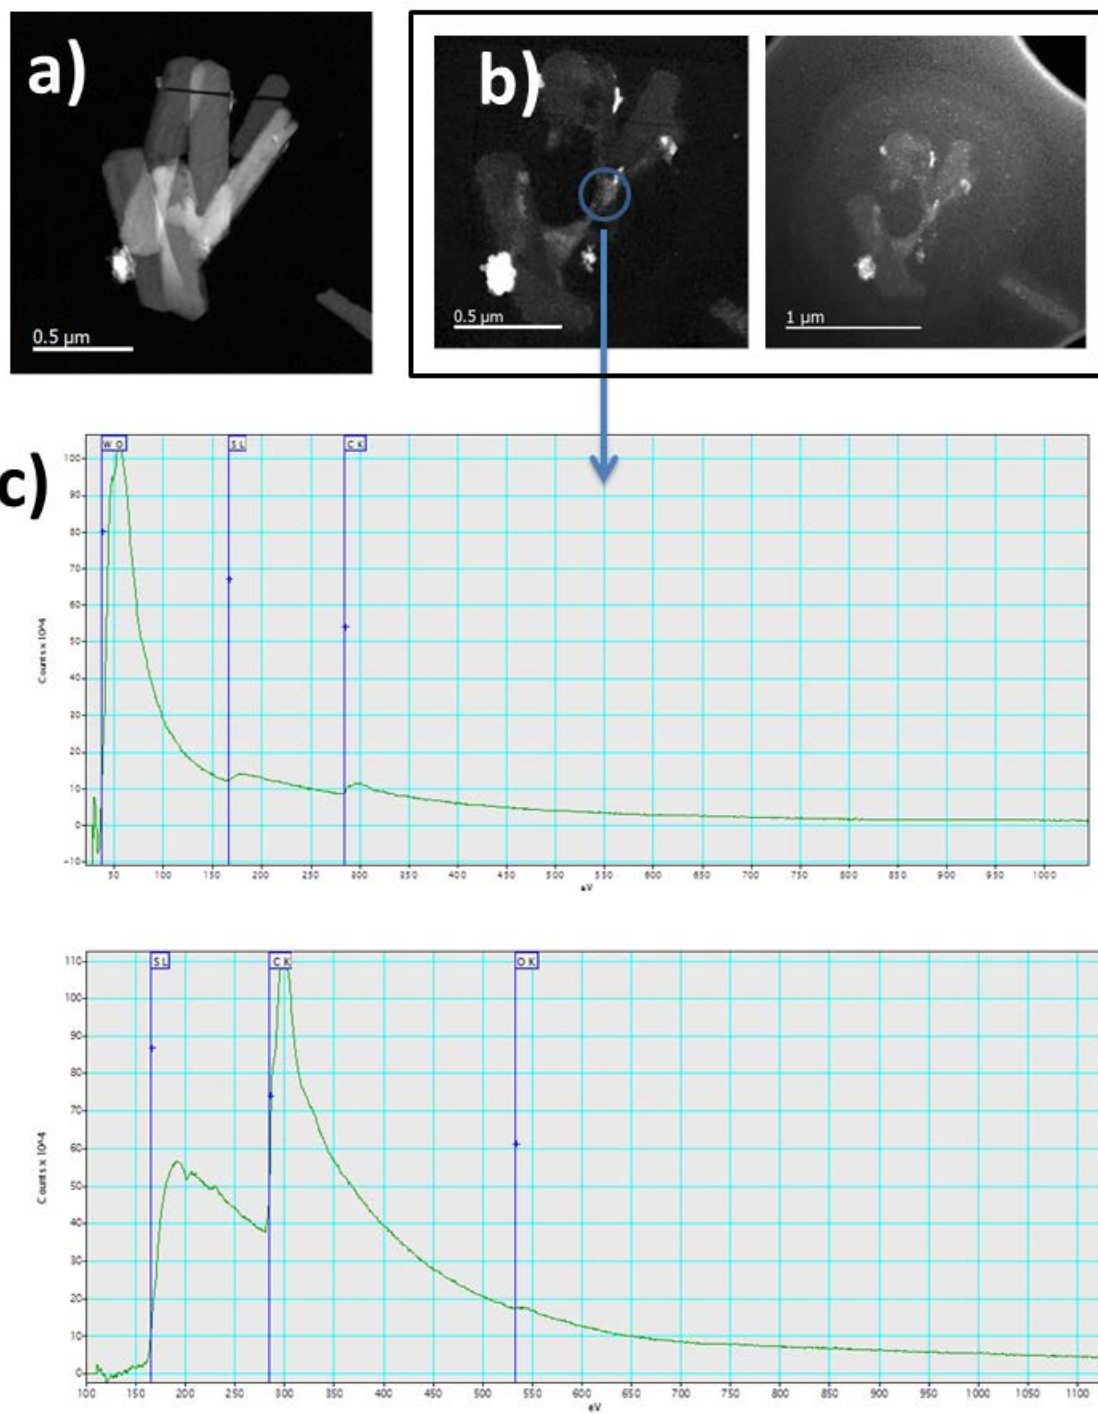 a)
0.5 µm
b)
0.5 µm
1 µm
c)
W O
S L
C K
100
90
80
70
60
50
40
30
20
10
0
-10
Counts x 10^4
50 100 150 200 250 300 350 400 450 500 550 600 650 700 750 800 850 900 950 1000
eV
S L
C K
O K
110
100
90
80
70
60
50
40
30
20
10
0
Counts x 10^4
100 150 200 250 300 350 400 450 500 550 600 650 700 750 800 850 900 950 1000 1050 1100
eV